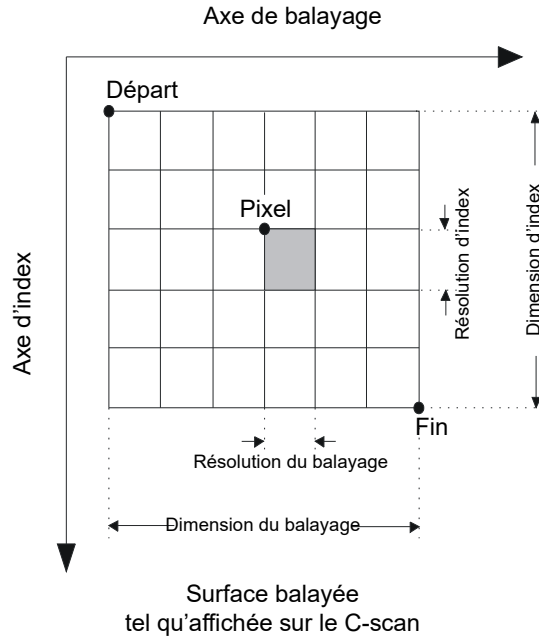 Axe de balayage
Départ
Pixel
Résolution d'index
Dimension d'index
Axe d'index
Fin
Résolution du balayage
Dimension du balayage
Surface balayée
tel qu'affichée sur le C-scan